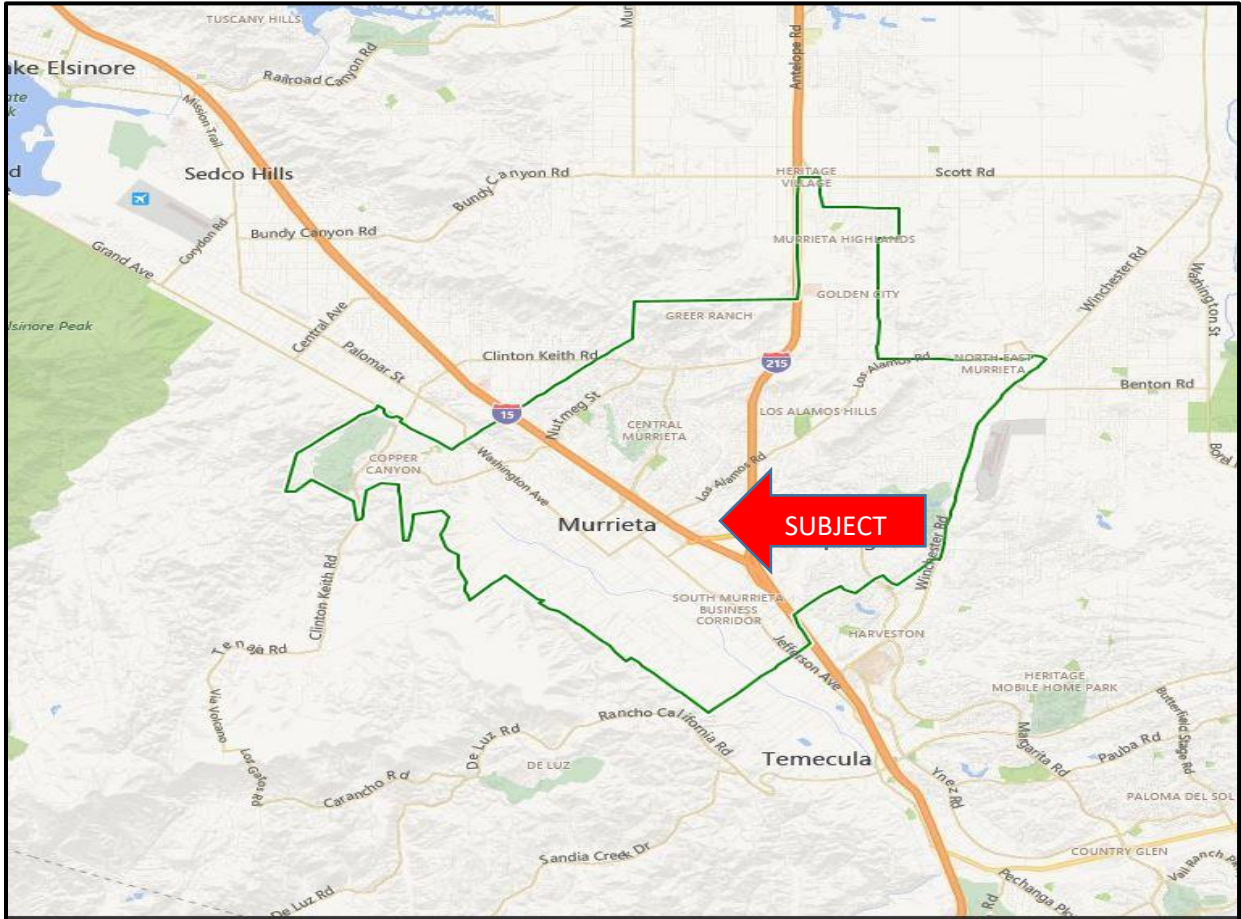 TUSCANY HILLS
Railroad Canyon Rd
Antelope Rd
Elsinore
Mission Trail
Sedco Hills
Bundy Canyon Rd
HERITAGE
VILLAGE
Scott Rd
Corydon Rd
Bundy Canyon Rd
MURRIETA HIGHLANDS
Grand Ave
Winchester Rd
Washington St
GOLDEN CITY
GREER RANCH
Central Ave
Palomar St
Clinton Keith Rd
215
Los Alamos Rd
NORTH EAST
MURRIETA
Benton Rd
15
Nutmeg St
LOS ALAMOS HILLS
CENTRAL
MURRIETA
COPPER
CANYON
Washington Ave
Los Alamos Rd
Murrieta
SUBJECT
Winchester Rd
Clinton Keith Rd
SOUTH MURRIETA
BUSINESS
CORRIDOR
Jefferson Ave
HARVESTON
Tenaja Rd
HERITAGE
MOBILE HOME PARK
Via Volcano
Los Gatos Rd
De Luz Rd
Rancho California Rd
Margarita Rd
Butterfield Stage Rd
Pauba Rd
DE LUZ
Temecula
Ynez Rd
Carancho Rd
PALOMA DEL SOL
Sandia Creek Dr
COUNTRY GLEN
De Luz Rd
Pechanga
Rd
Vail Ranch